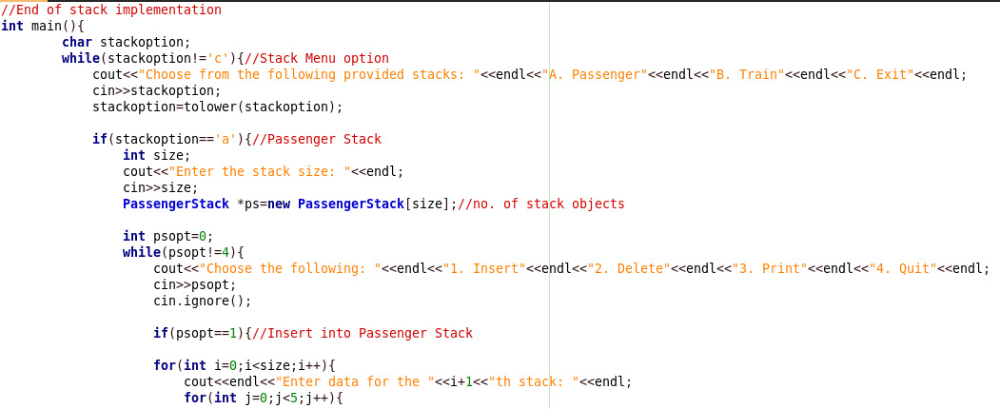 //End of stack implementation
int main(){
        char stackoption;
        while(stackoption!='c'){//Stack Menu option
            cout<<"Choose from the following provided stacks: "<<endl<<"A. Passenger"<<endl<<"B. Train"<<endl<<"C. Exit"<<endl;
            cin>>stackoption;
            stackoption=tolower(stackoption);

            if(stackoption=='a'){//Passenger Stack
                int size;
                cout<<"Enter the stack size: "<<endl;
                cin>>size;
                PassengerStack *ps=new PassengerStack[size];//no. of stack objects

                int psopt=0;
                while(psopt!=4){
                    cout<<"Choose the following: "<<endl<<"1. Insert"<<endl<<"2. Delete"<<endl<<"3. Print"<<endl<<"4. Quit"<<endl;
                    cin>>psopt;
                    cin.ignore();

                    if(psopt==1){//Insert into Passenger Stack

                    for(int i=0;i<size;i++){
                        cout<<endl<<"Enter data for the "<<i+1<<"th stack: "<<endl;
                        for(int j=0;j<5;j++){